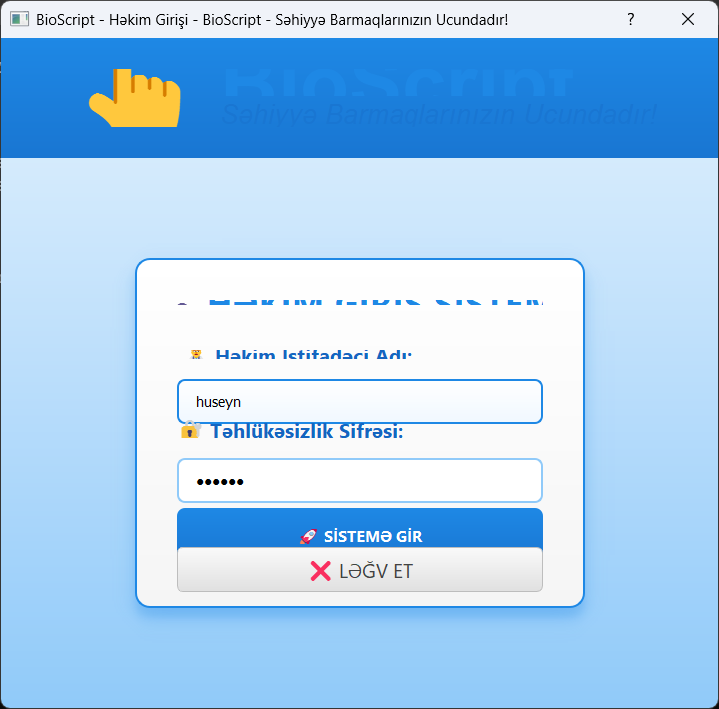 BioScript - Həkim Girişi - BioScript - Səhiyyə Barmaqlarınızın Ucundadır!
?
BioScript
Səhiyyə Barmaqlarınızın Ucundadır!
Həkim İstifadəçi Adı:
huseyn
Təhlükəsizlik Şifrəsi:
••••••
SİSTEMƏ GİR
LƏĞV ET